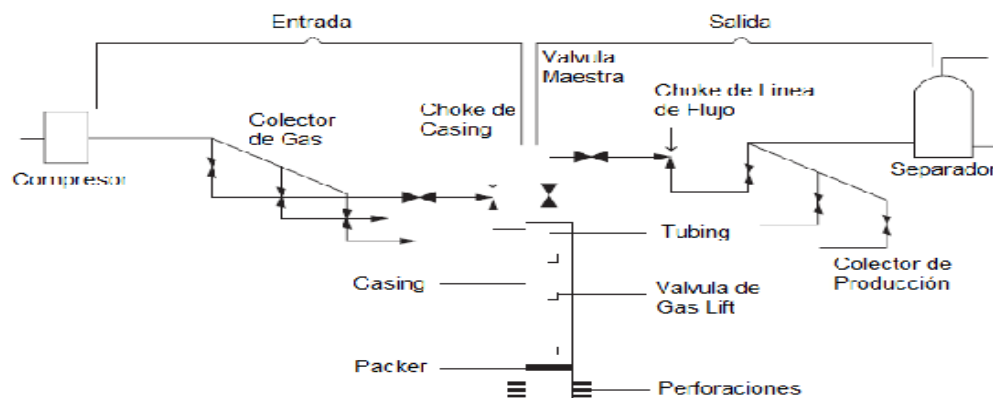 Entrada
Salida
Valvula
Maestra
Choke de
Casing
Colector
de Gas
Choke de Linea
de Flujo
Compresor
Separador
Tubing
Casing
Valvula de
Gas Lift
Colector de
Producción
Packer
Perforaciones